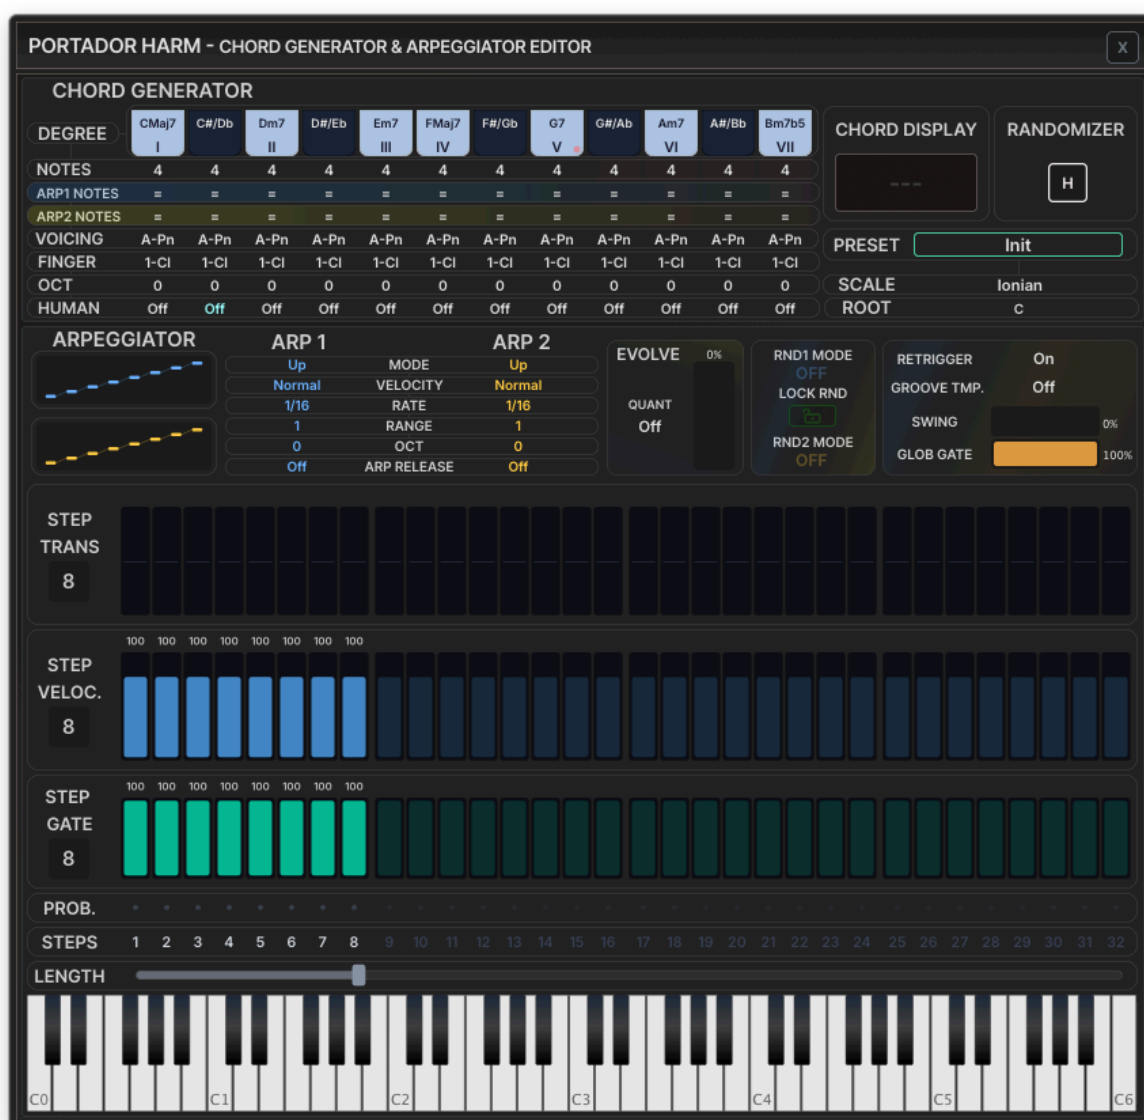 PORTADOR HARM - CHORD GENERATOR & ARPEGGIATOR EDITOR X
CHORD GENERATOR
DEGREE CMaj7 C#/Db Dm7 D#/Eb Em7 FMaj7 F#/Gb G7 G#/Ab Am7 A#/Bb Bm7b5
I II III IV V VI VII
NOTES 4 4 4 4 4 4 4 4 4 4 4 4
ARP1 NOTES = = = = = = = = = = = =
ARP2 NOTES = = = = = = = = = = = =
VOICING A-Pn A-Pn A-Pn A-Pn A-Pn A-Pn A-Pn A-Pn A-Pn A-Pn A-Pn A-Pn
FINGER 1-Cl 1-Cl 1-Cl 1-Cl 1-Cl 1-Cl 1-Cl 1-Cl 1-Cl 1-Cl 1-Cl 1-Cl
OCT 0 0 0 0 0 0 0 0 0 0 0 0
HUMAN Off Off Off Off Off Off Off Off Off Off Off Off
CHORD DISPLAY
---
RANDOMIZER
H
PRESET Init
SCALE Ionian
ROOT C
ARPEGGIATOR
ARP 1 ARP 2
Up MODE Up
Normal VELOCITY Normal
1/16 RATE 1/16
1 RANGE 1
0 OCT 0
Off ARP RELEASE Off
EVOLVE 0%
QUANT
Off
RND1 MODE
OFF
LOCK RND
RND2 MODE
OFF
RETRIGGER On
GROOVE TMP. Off
SWING 0%
GLOB GATE 100%
STEP
TRANS
8
100 100 100 100 100 100 100 100
STEP
VELOC.
8
100 100 100 100 100 100 100 100
STEP
GATE
8
PROB.
STEPS 1 2 3 4 5 6 7 8 9 10 11 12 13 14 15 16 17 18 19 20 21 22 23 24 25 26 27 28 29 30 31 32
LENGTH
C0 C1 C2 C3 C4 C5 C6